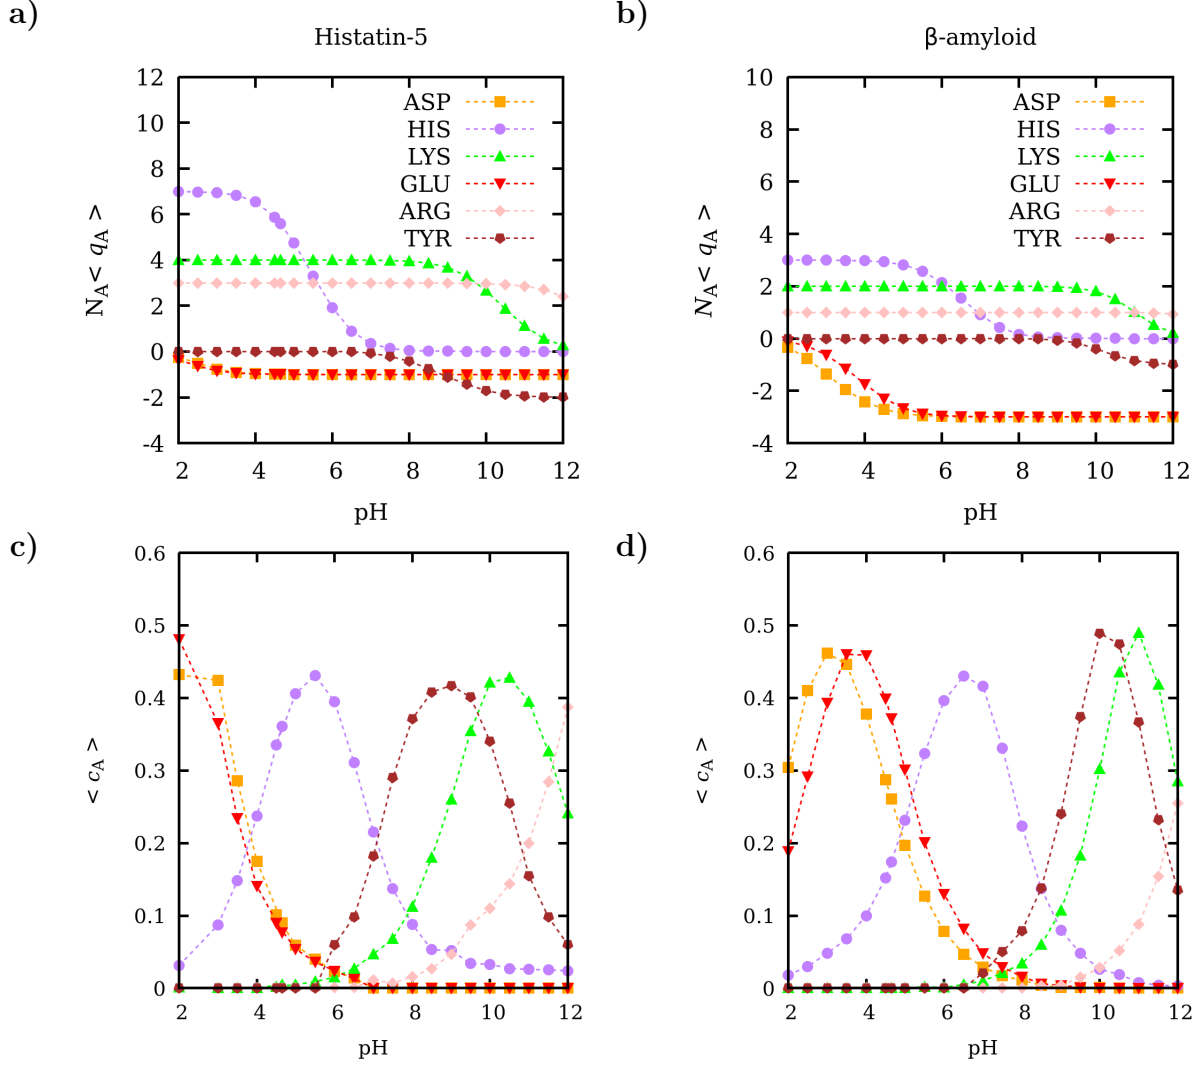 a)
Histatin-5
12
10
8
6
4
2
0
-2
-4
N_A< q_A >
ASP
HIS
LYS
GLU
ARG
TYR
2 4 6 8 10 12
pH
b)
β-amyloid
10
8
6
4
2
0
-2
-4
N_A< q_A >
ASP
HIS
LYS
GLU
ARG
TYR
2 4 6 8 10 12
pH
c)
0.6
0.5
0.4
0.3
0.2
0.1
0
< c_A >
2 4 6 8 10 12
pH
d)
0.6
0.5
0.4
0.3
0.2
0.1
0
< c_A >
2 4 6 8 10 12
pH